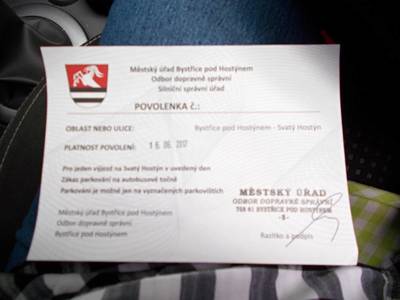 Městský úřad Bystřice pod Hostýnem
Odbor dopravně správní
Silniční správní úřad
POVOLENKA č.:
OBLAST NEBO ULICE: Bystřice pod Hostýnem - Svatý Hostýn
PLATNOST POVOLENÍ: 16. 06. 2017
Pro jeden výjezd na Svatý Hostýn v uvedený den
Zákaz parkování na autobusové točně
Parkování je možné jen na vyznačených parkovištích
MĚSTSKÝ ÚŘAD
ODBOR DOPRAVNĚ SPRÁVNÍ
768 61 BYSTŘICE POD HOSTÝNEM
Městský úřad Bystřice pod Hostýnem
Odbor dopravně správní
Bystřice pod Hostýnem
Razítko a podpis